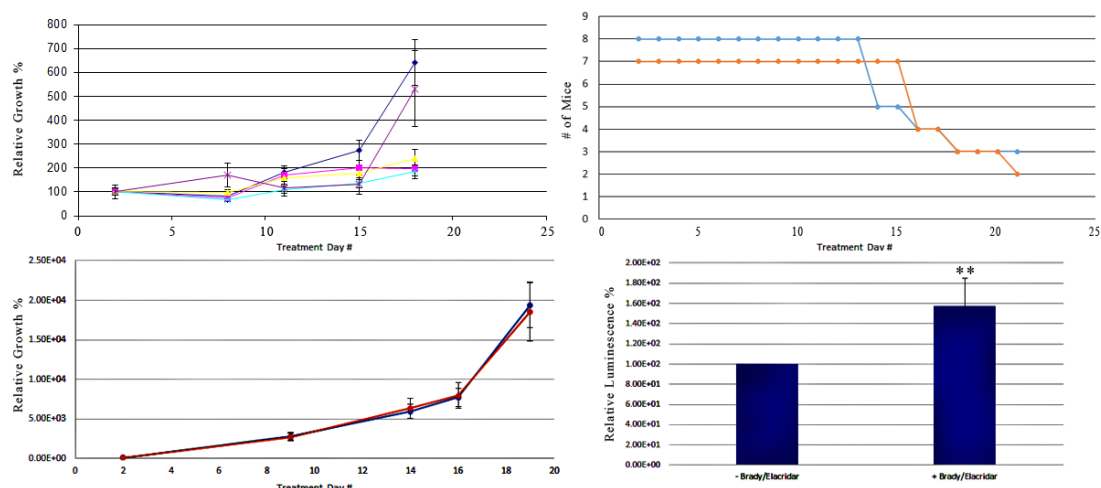 800
700
600
500
400
300
200
100
0
Relative Growth %
0 5 10 15 20 25
Treatment Day #
9
8
7
6
5
4
3
2
1
0
# of Mice
0 5 10 15 20 25
Treatment Day #
2.50E+04
2.00E+04
1.50E+04
1.00E+04
5.00E+03
0.00E+00
Relative Growth %
0 2 4 6 8 10 12 14 16 18 20
Treatment Day #
2.00E+02
1.80E+02
1.60E+02
1.40E+02
1.20E+02
1.00E+02
8.00E+01
6.00E+01
4.00E+01
2.00E+01
0.00E+00
Relative Luminescence %
**
- Brady/Elacridar
+ Brady/Elacridar